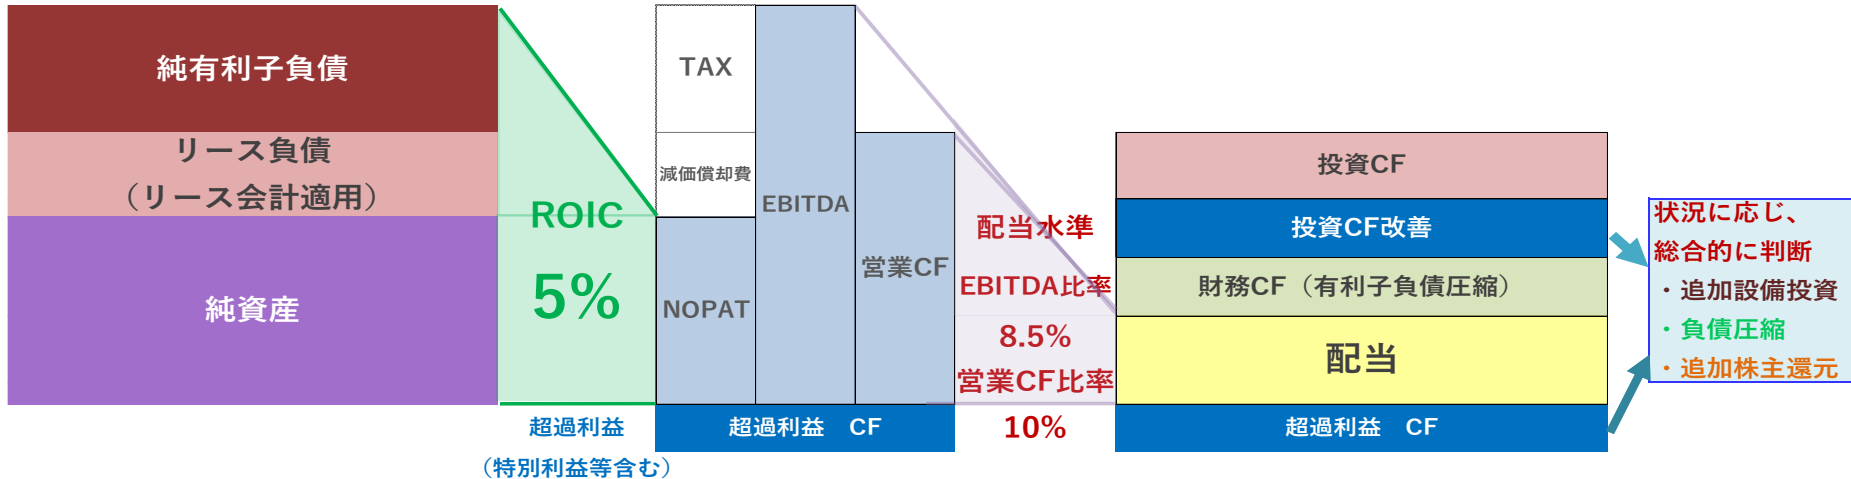 純有利子負債
リース負債
（リース会計適用）
純資産
ROIC
5%
超過利益
（特別利益等含む）
TAX
減価償却費
NOPAT
EBITDA
営業CF
超過利益　CF
配当水準
EBITDA比率
8.5%
営業CF比率
10%
投資CF
投資CF改善
財務CF（有利子負債圧縮）
配当
超過利益　CF
状況に応じ、
総合的に判断
・追加設備投資
・負債圧縮
・追加株主還元